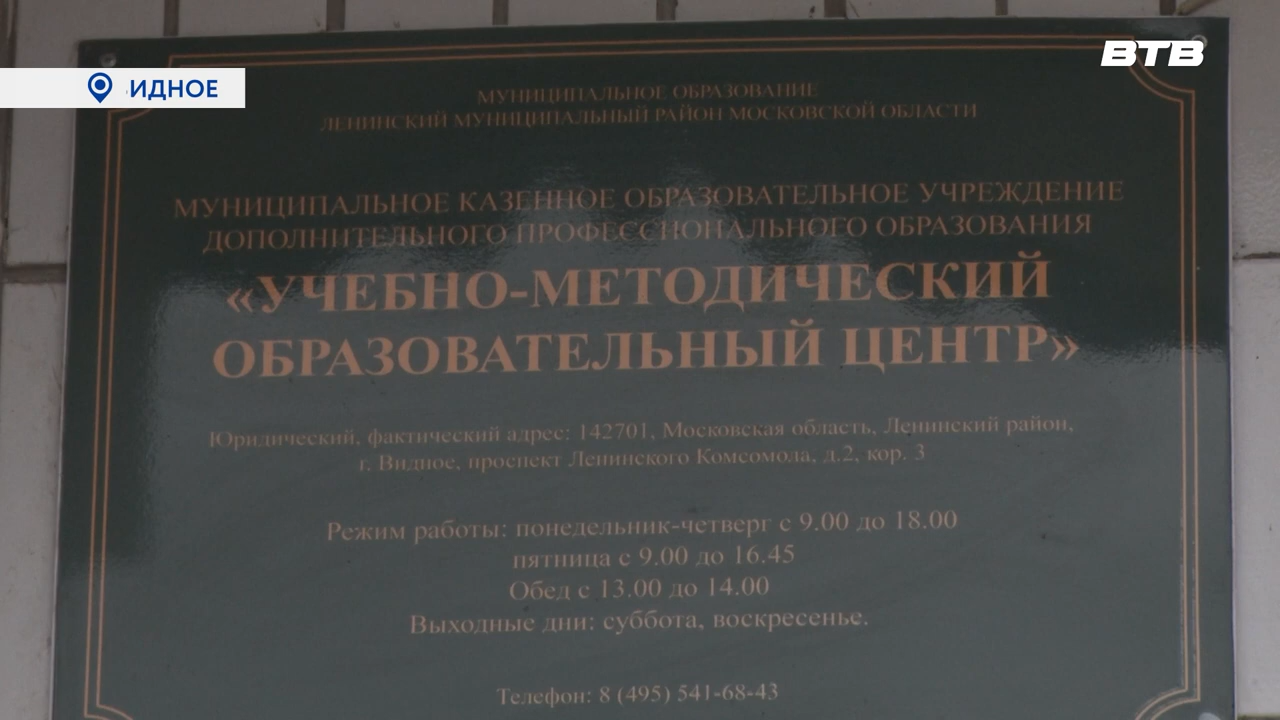 ВТВ
ИДНОЕ
МУНИЦИПАЛЬНОЕ ОБРАЗОВАНИЕ
ЛЕНИНСКИЙ МУНИЦИПАЛЬНЫЙ РАЙОН МОСКОВСКОЙ ОБЛАСТИ
МУНИЦИПАЛЬНОЕ КАЗЕННОЕ ОБРАЗОВАТЕЛЬНОЕ УЧРЕЖДЕНИЕ
ДОПОЛНИТЕЛЬНОГО ПРОФЕССИОНАЛЬНОГО ОБРАЗОВАНИЯ
«УЧЕБНО-МЕТОДИЧЕСКИЙ
ОБРАЗОВАТЕЛЬНЫЙ ЦЕНТР»
Юридический, фактический адрес: 142701, Московская область, Ленинский район,
г. Видное, проспект Ленинского Комсомола, д.2, кор. 3
Режим работы: понедельник-четверг с 9.00 до 18.00
пятница с 9.00 до 16.45
Обед с 13.00 до 14.00
Выходные дни: суббота, воскресенье.
Телефон: 8 (495) 541-68-43